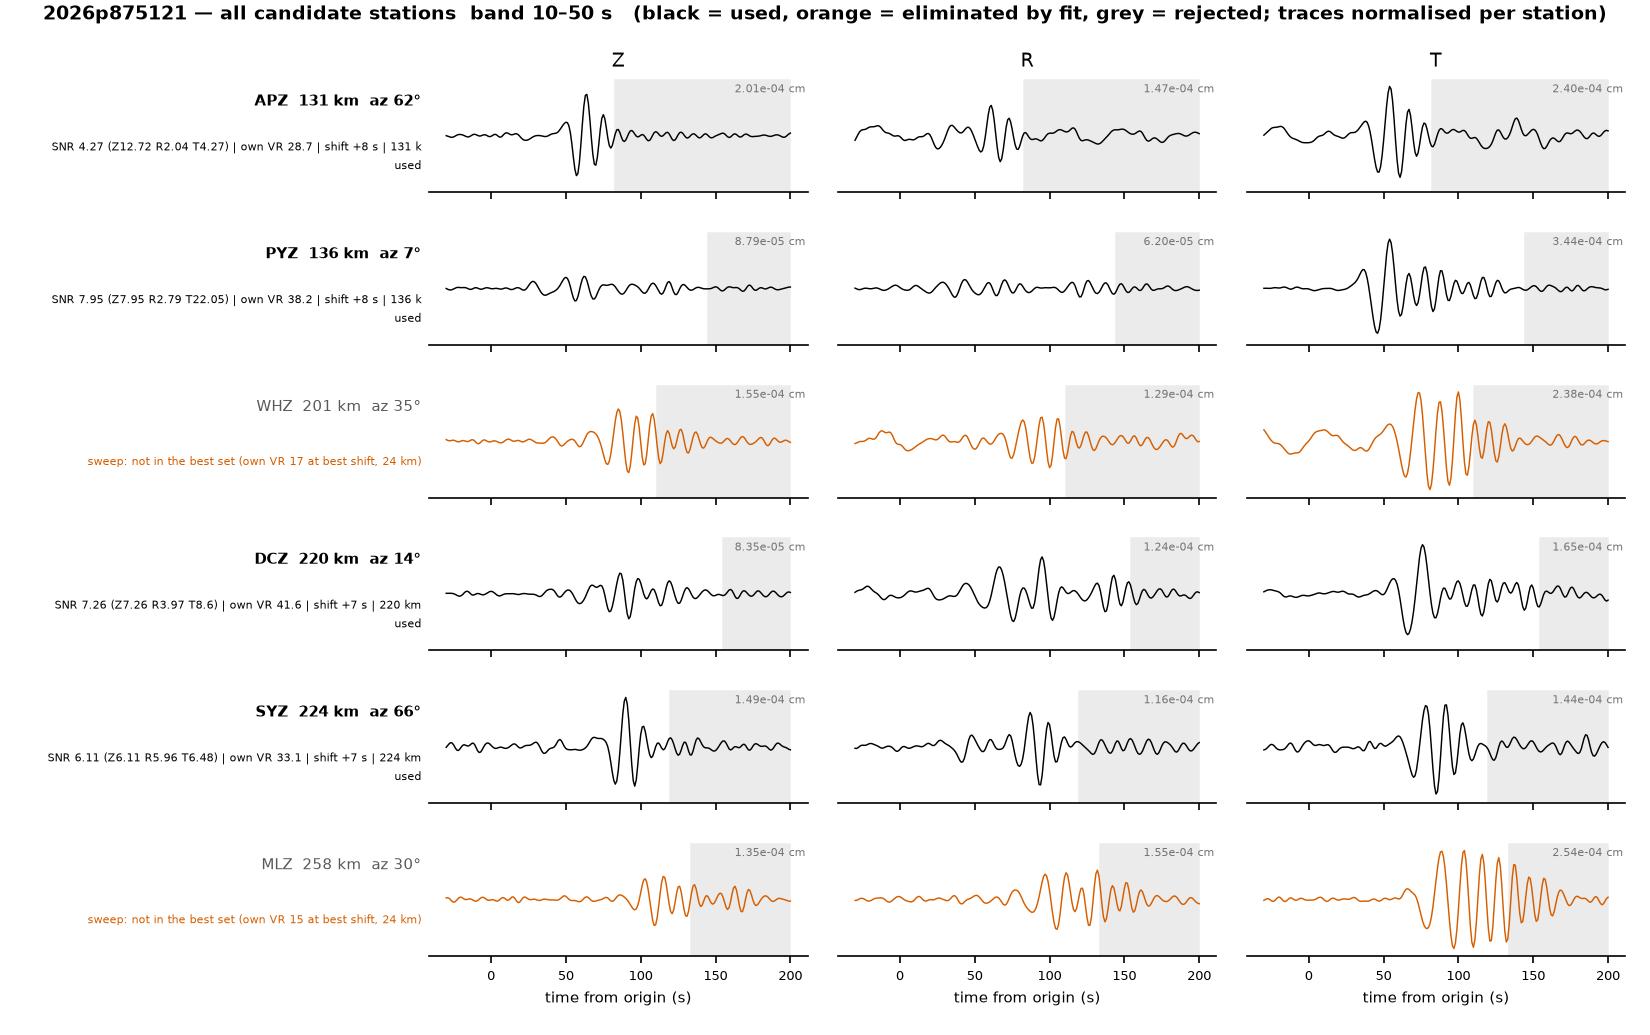 2026p875121 — all candidate stations  band 10–50 s   (black = used, orange = eliminated by fit, grey = rejected; traces normalised per station)
Z R T
APZ  131 km  az 62°
SNR 4.27 (Z12.72 R2.04 T4.27) | own VR 28.7 | shift +8 s | 131 k
used
2.01e-04 cm 1.47e-04 cm 2.40e-04 cm
PYZ  136 km  az 7°
SNR 7.95 (Z7.95 R2.79 T22.05) | own VR 38.2 | shift +8 s | 136 k
used
8.79e-05 cm 6.20e-05 cm 3.44e-04 cm
WHZ  201 km  az 35°
sweep: not in the best set (own VR 17 at best shift, 24 km)
1.55e-04 cm 1.29e-04 cm 2.38e-04 cm
DCZ  220 km  az 14°
SNR 7.26 (Z7.26 R3.97 T8.6) | own VR 41.6 | shift +7 s | 220 km
used
8.35e-05 cm 1.24e-04 cm 1.65e-04 cm
SYZ  224 km  az 66°
SNR 6.11 (Z6.11 R5.96 T6.48) | own VR 33.1 | shift +7 s | 224 km
used
1.49e-04 cm 1.16e-04 cm 1.44e-04 cm
MLZ  258 km  az 30°
sweep: not in the best set (own VR 15 at best shift, 24 km)
1.35e-04 cm 1.55e-04 cm 2.54e-04 cm
0 50 100 150 200 0 50 100 150 200 0 50 100 150 200
time from origin (s) time from origin (s) time from origin (s)